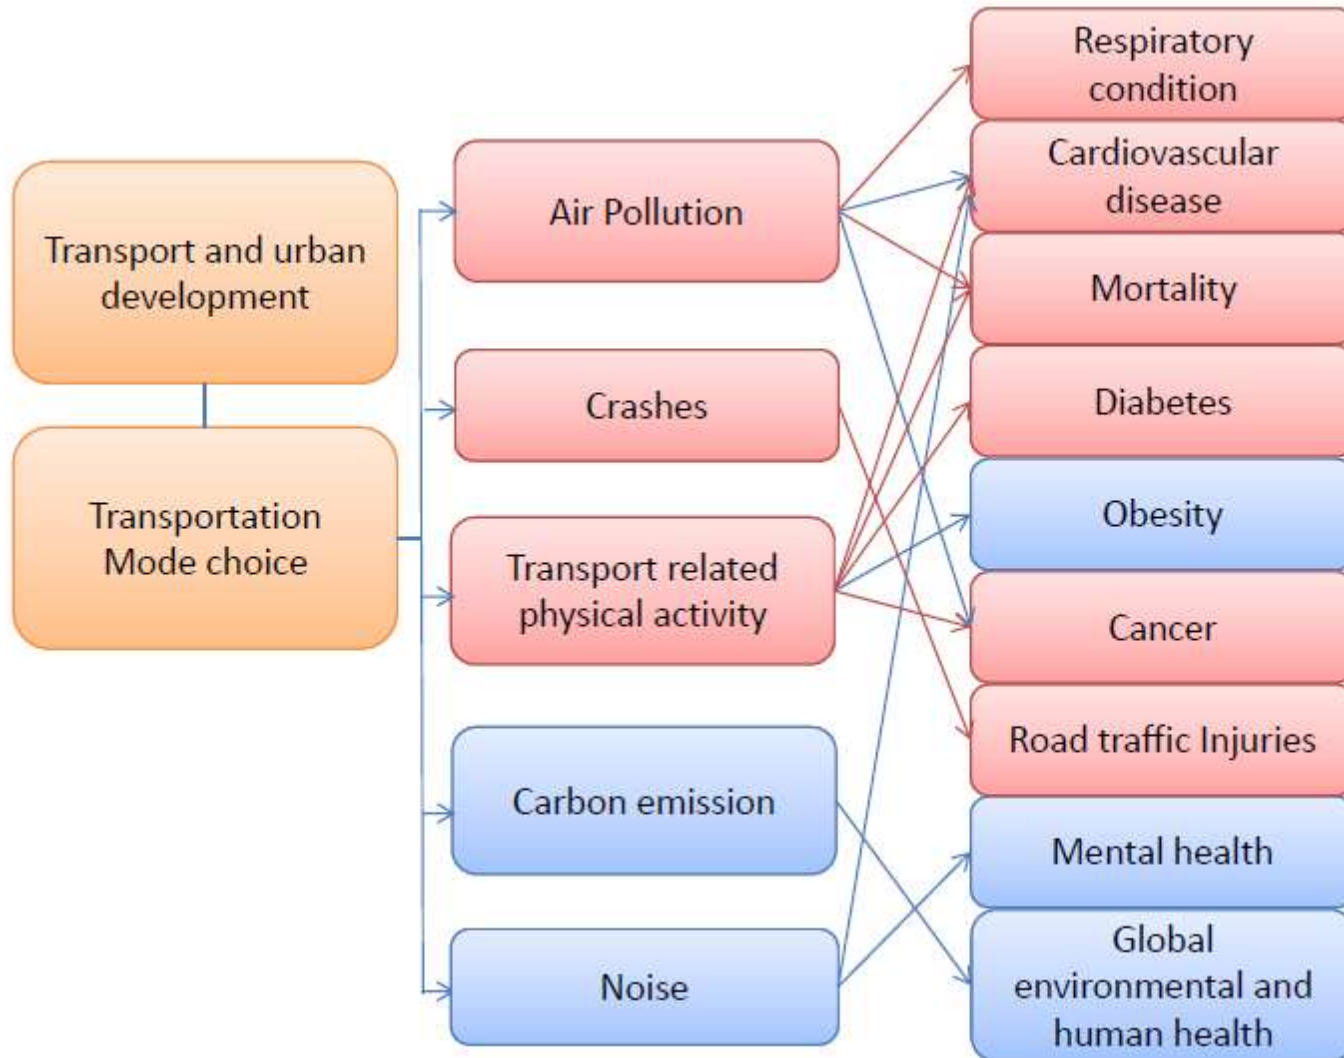 Transport and urban
development
Transportation
Mode choice
Air Pollution
Crashes
Transport related
physical activity
Carbon emission
Noise
Respiratory
condition
Cardiovascular
disease
Mortality
Diabetes
Obesity
Cancer
Road traffic Injuries
Mental health
Global
environmental and
human health